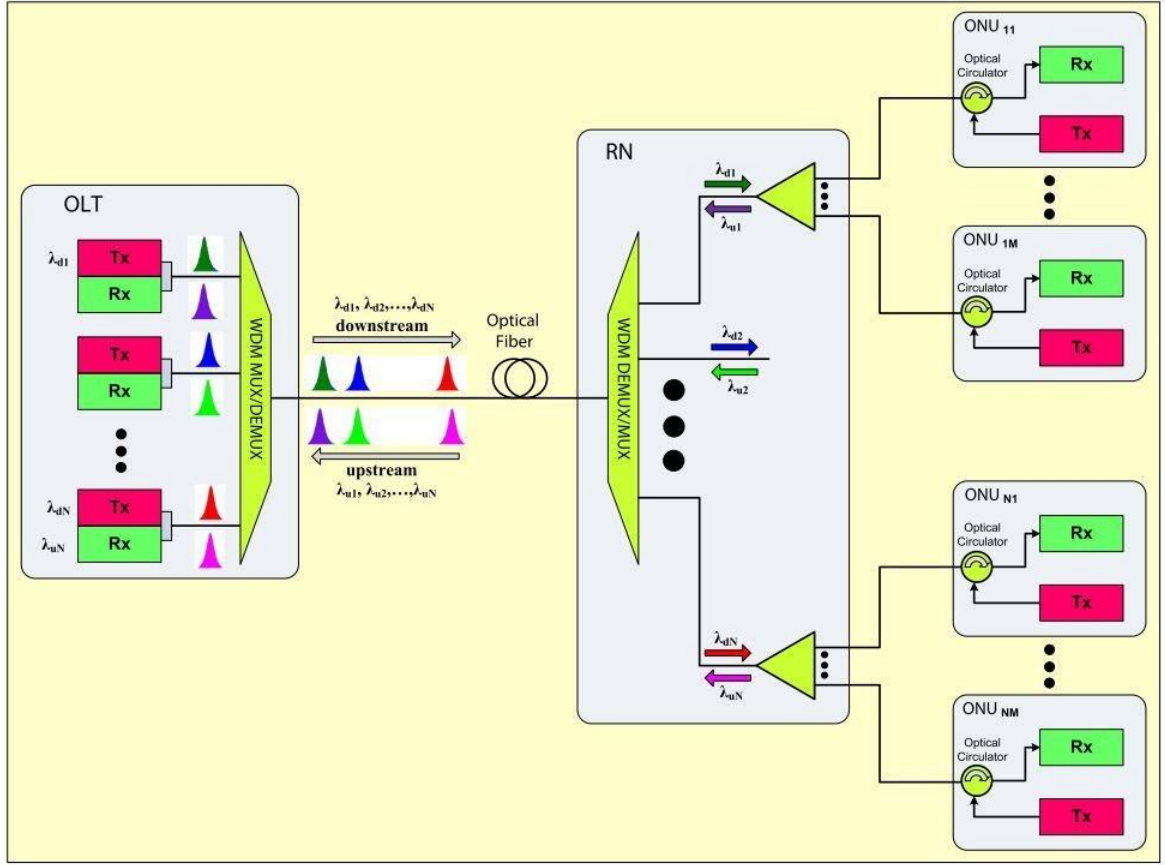 OLT
λd1
Tx
Rx
Tx
Rx
λdN
Tx
λuN
Rx
WDM MUX/DEMUX
λd1, λd2,...,λdN
downstream
upstream
λu1, λu2,...,λuN
Optical
Fiber
RN
WDM DEMUX/MUX
λd1
λu1
λd2
λu2
λdN
λuN
ONU 11
Optical
Circulator
Rx
Tx
ONU 1M
Optical
Circulator
Rx
Tx
ONU N1
Optical
Circulator
Rx
Tx
ONU NM
Optical
Circulator
Rx
Tx